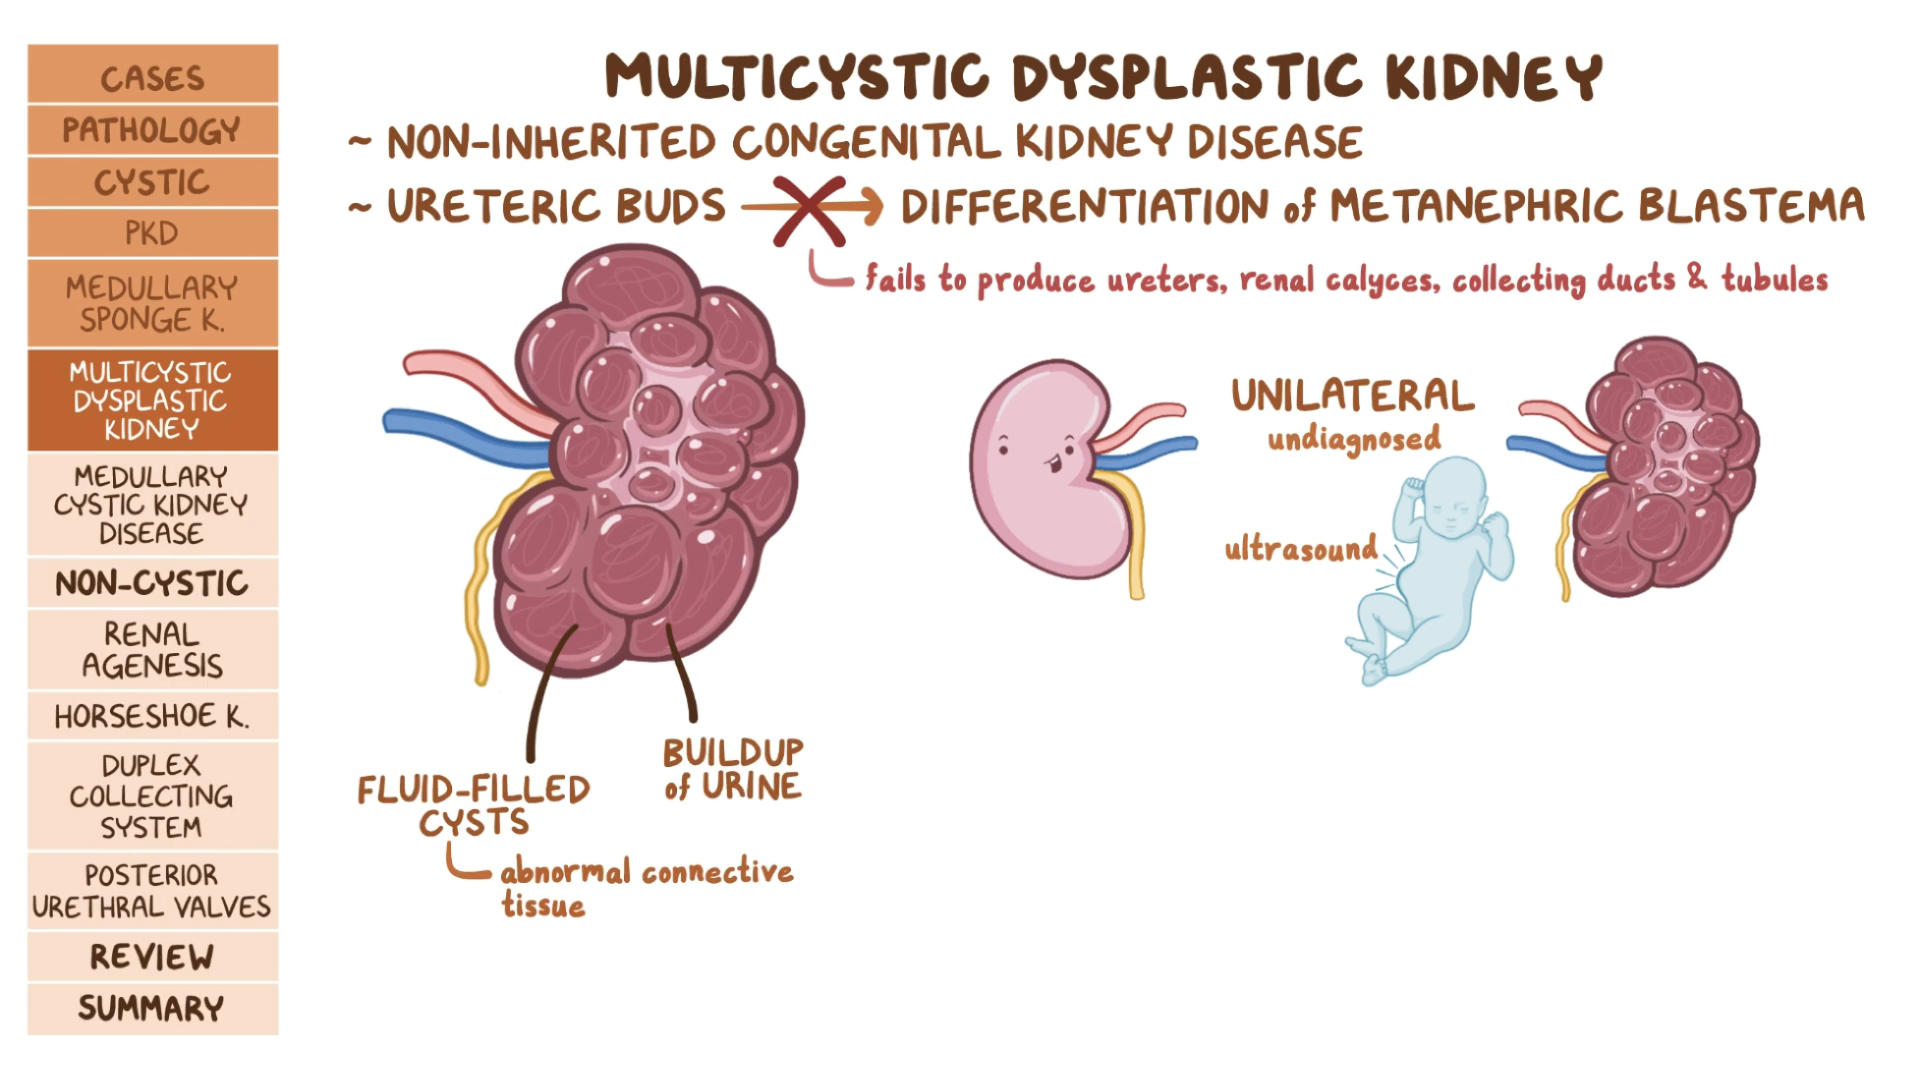 CASES
PATHOLOGY
CYSTIC
PKD
MEDULLARY
SPONGE K.
MULTICYSTIC
DYSPLASTIC
KIDNEY
MEDULLARY
CYSTIC KIDNEY
DISEASE
NON-CYSTIC
RENAL
AGENESIS
HORSESHOE K.
DUPLEX
COLLECTING
SYSTEM
POSTERIOR
URETHRAL VALVES
REVIEW
SUMMARY
MULTICYSTIC DYSPLASTIC KIDNEY
~ NON-INHERITED CONGENITAL KIDNEY DISEASE
~ URETERIC BUDS DIFFERENTIATION of METANEPHRIC BLASTEMA
fails to produce ureters, renal calyces, collecting ducts & tubules
UNILATERAL
undiagnosed
ultrasound
FLUID-FILLED
CYSTS
abnormal connective
tissue
BUILDUP
of URINE